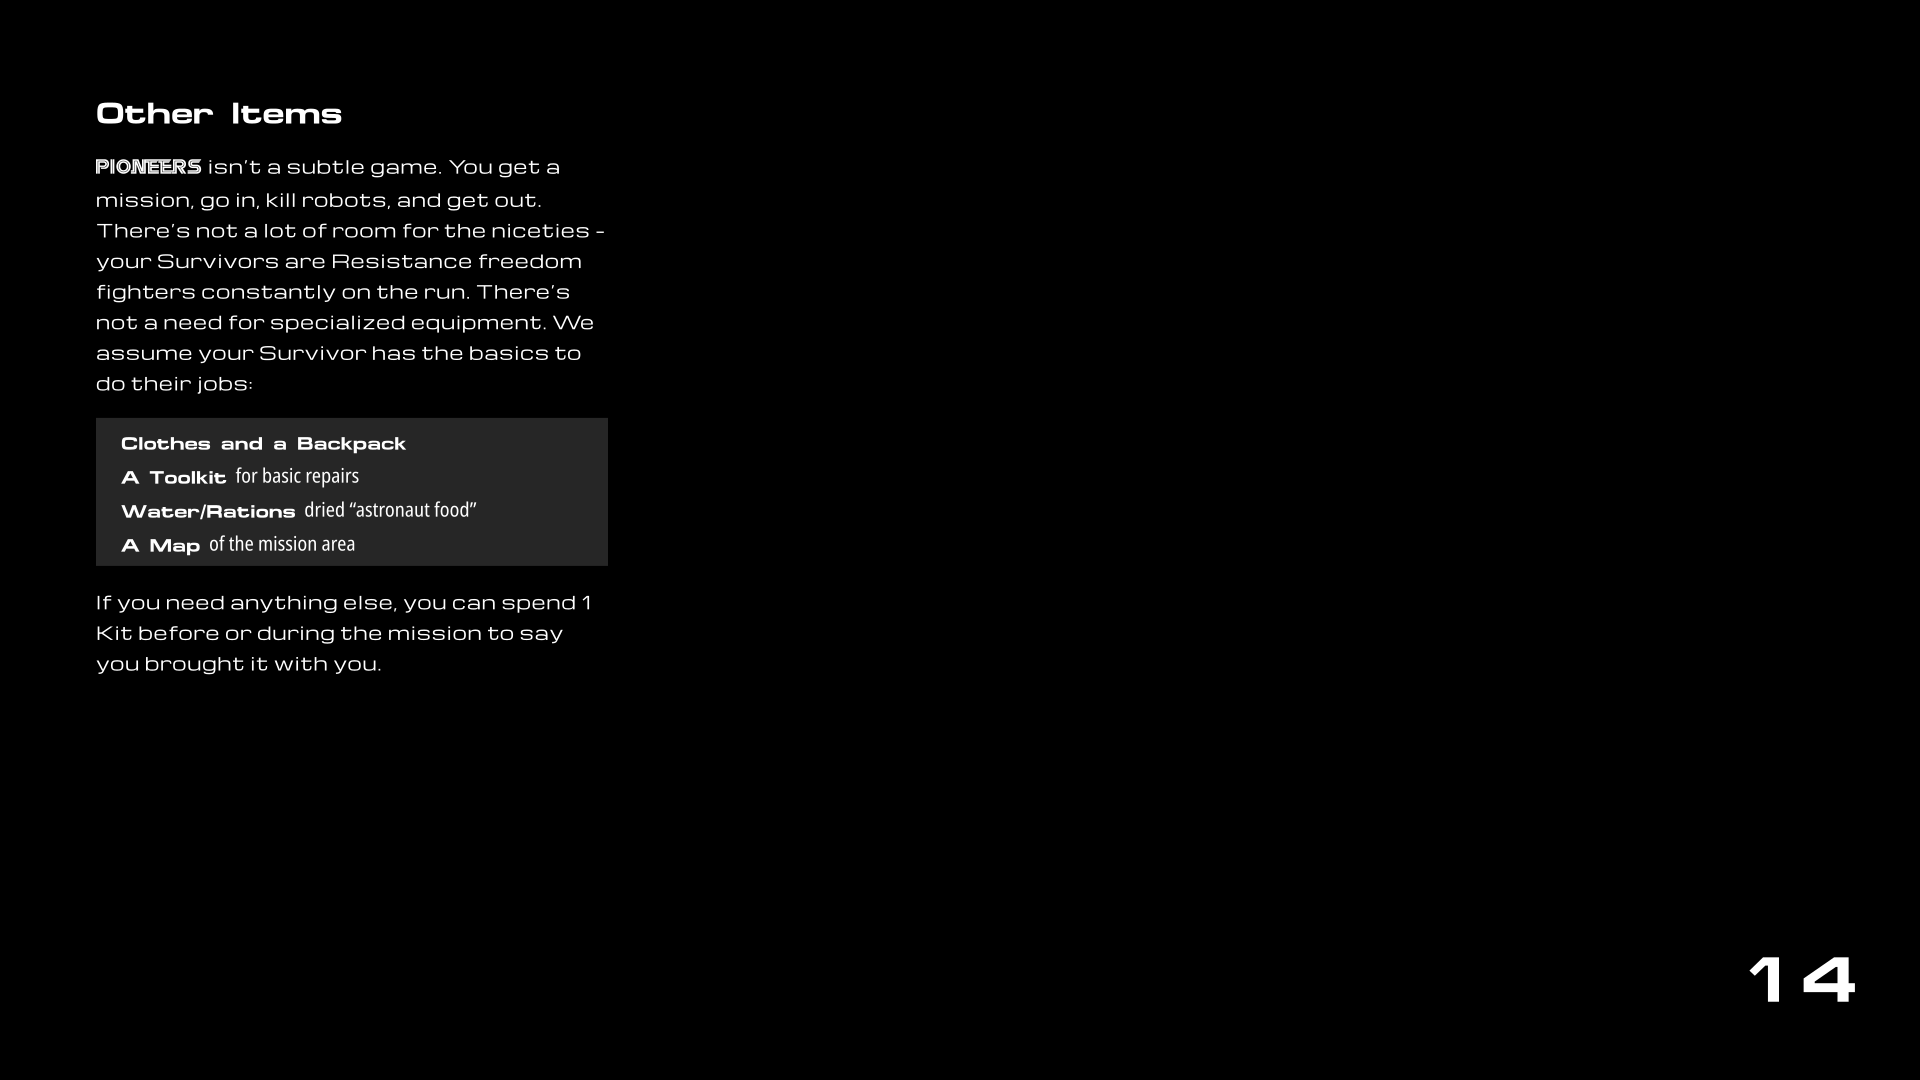 Other Items
PIONEERS isn't a subtle game. You get a
mission, go in, kill robots, and get out.
There's not a lot of room for the niceties -
your Survivors are Resistance freedom
fighters constantly on the run. There's
not a need for specialized equipment. We
assume your Survivor has the basics to
do their jobs:
Clothes and a Backpack
A Toolkit for basic repairs
Water/Rations dried “astronaut food”
A Map of the mission area
If you need anything else, you can spend 1
Kit before or during the mission to say
you brought it with you.
14